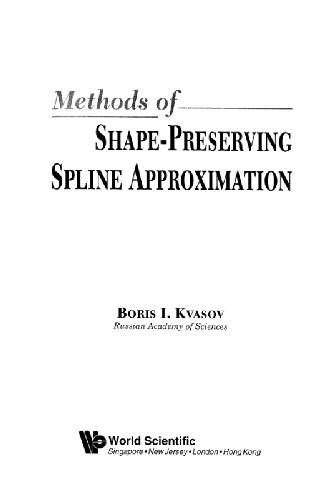 Methods of
SHAPE-PRESERVING
SPLINE APPROXIMATION
BORIS I. KVASOV
Russian Academy of Sciences
World Scientific
Singapore • New Jersey • London • Hong Kong